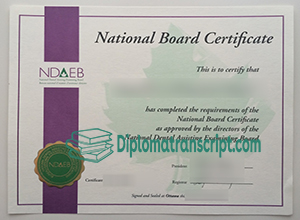 National Board Certificate
This is to certify that
NDAEB
has completed the requirements of the
National Board Certificate
as approved by the directors of the
National Dental Assisting Examining Board
Diplomatranscript.com
NDAEB
President
Certificate
Registrar
Signed and Sealed at Ottawa